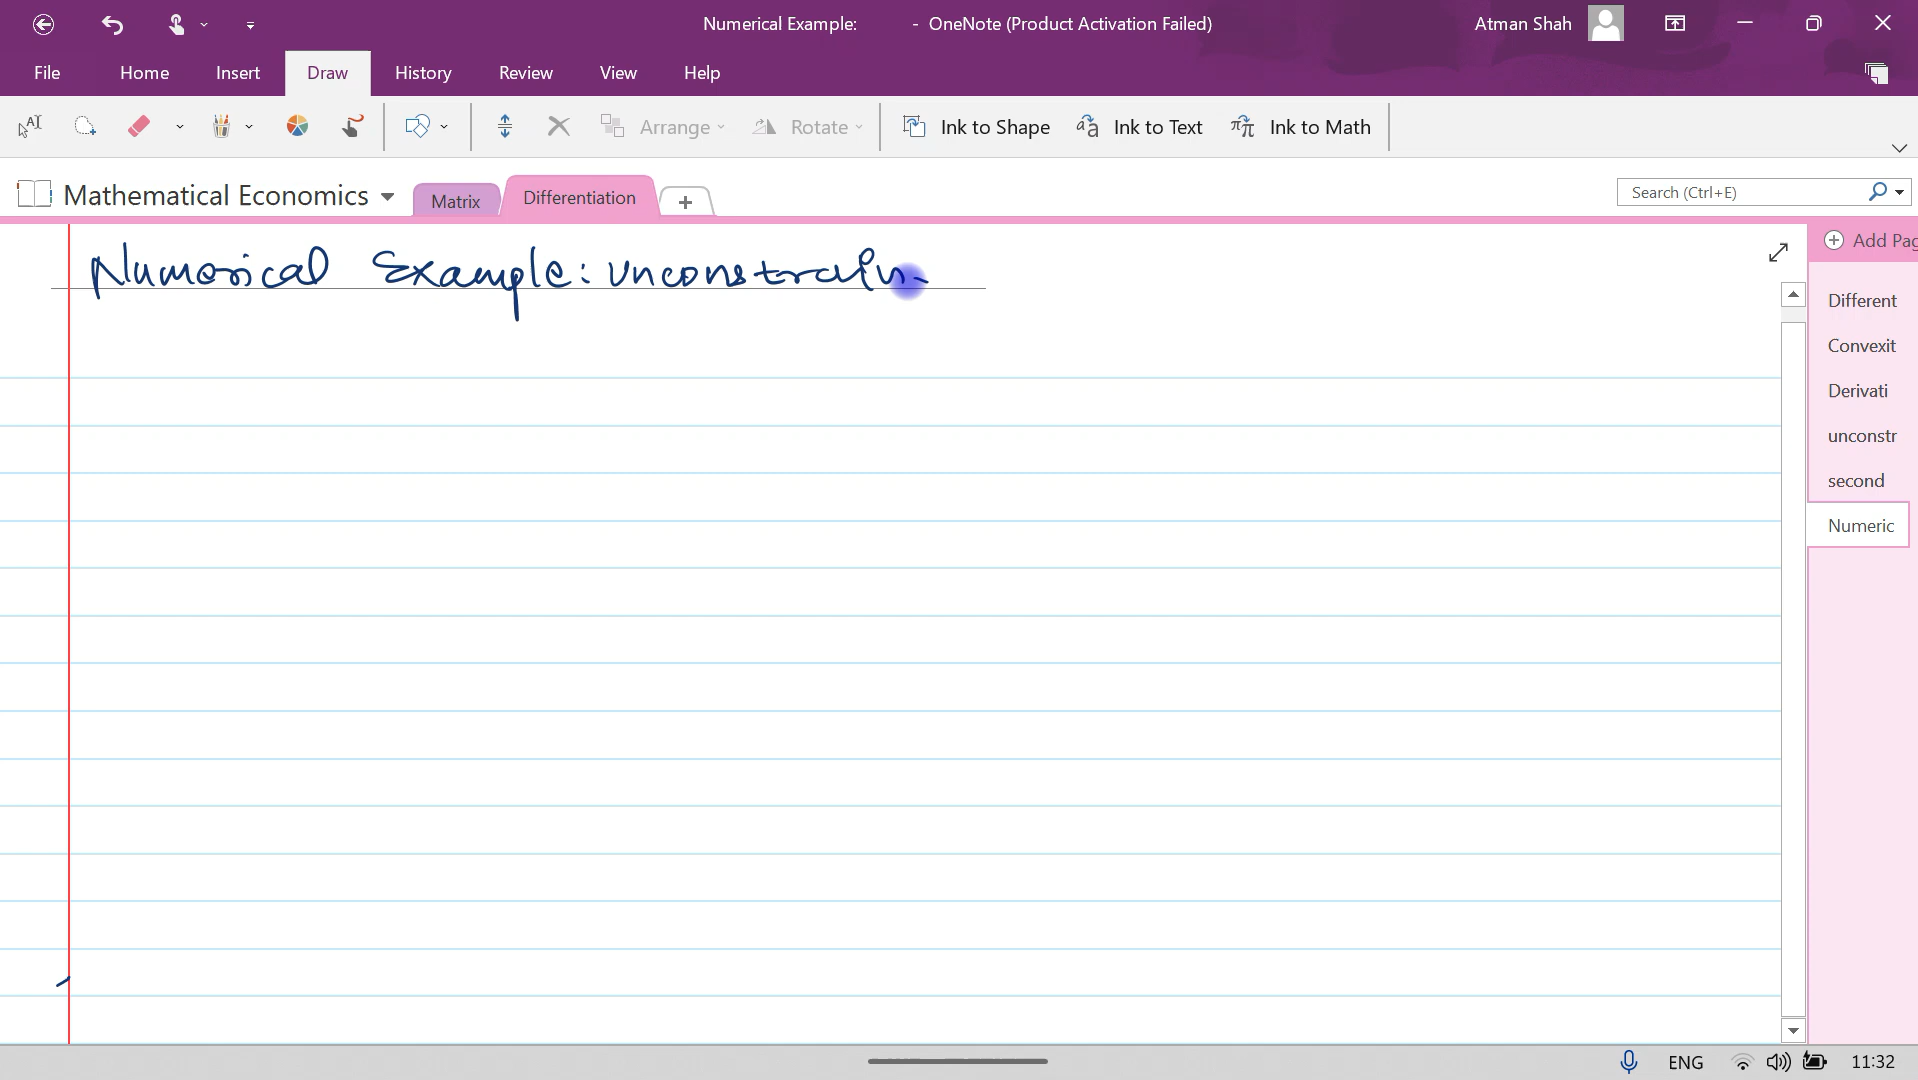 Numerical Example: - OneNote (Product Activation Failed) Atman Shah
File Home Insert Draw History Review View Help
Arrange Rotate Ink to Shape Ink to Text Ink to Math
Mathematical Economics Matrix Differentiation + Search (Ctrl+E)
Numerical Example: unconstrain
Add Pag
Different
Convexit
Derivati
unconstr
second
Numeric
ENG 11:32